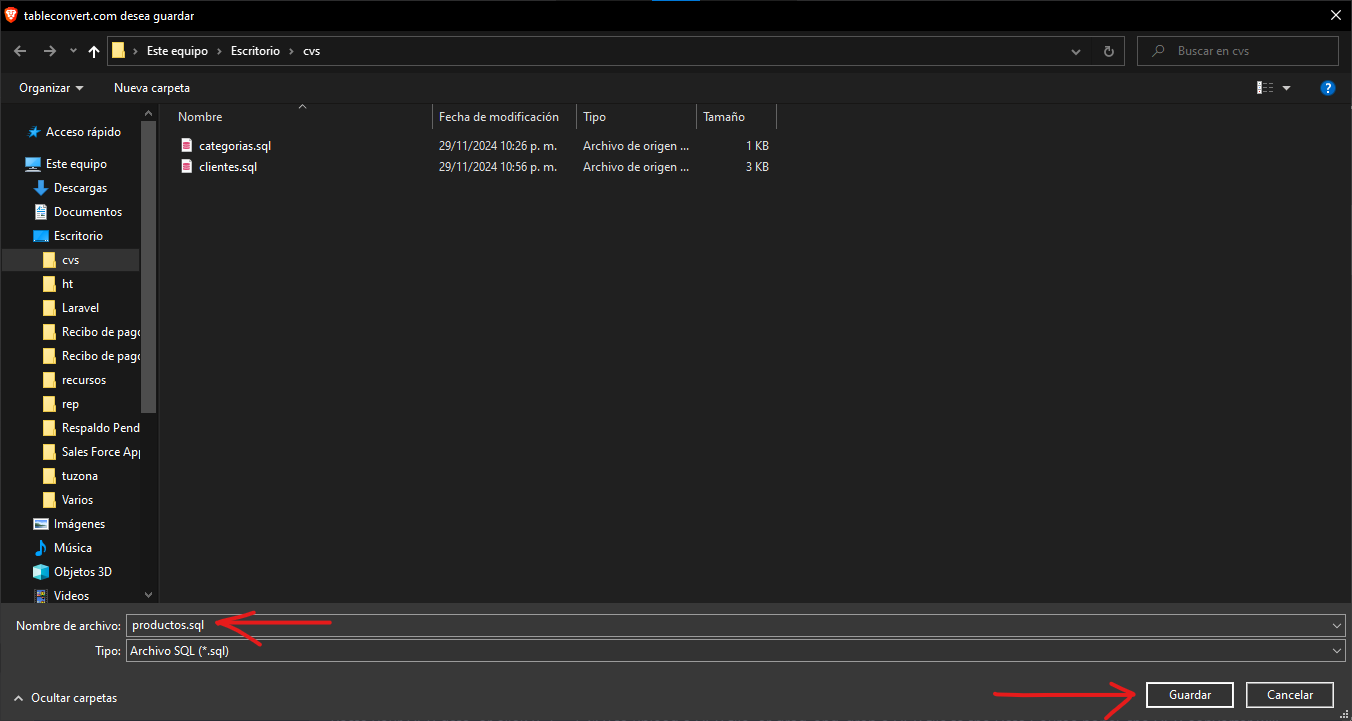 tableconvert.com desea guardar
Este equipo > Escritorio > cvs
Buscar en cvs
Organizar
Nueva carpeta
?
Nombre
Fecha de modificación
Tipo
Tamaño
categorias.sql
29/11/2024 10:26 p. m.
Archivo de origen ...
1 KB
clientes.sql
29/11/2024 10:56 p. m.
Archivo de origen ...
3 KB
Acceso rápido
Este equipo
Descargas
Documentos
Escritorio
cvs
ht
Laravel
Recibo de pago
Recibo de pago
recursos
rep
Respaldo Pend
Sales Force App
tuzona
Varios
Imágenes
Música
Objetos 3D
Videos
Nombre de archivo: productos.sql
Tipo: Archivo SQL (*.sql)
Ocultar carpetas
Guardar
Cancelar